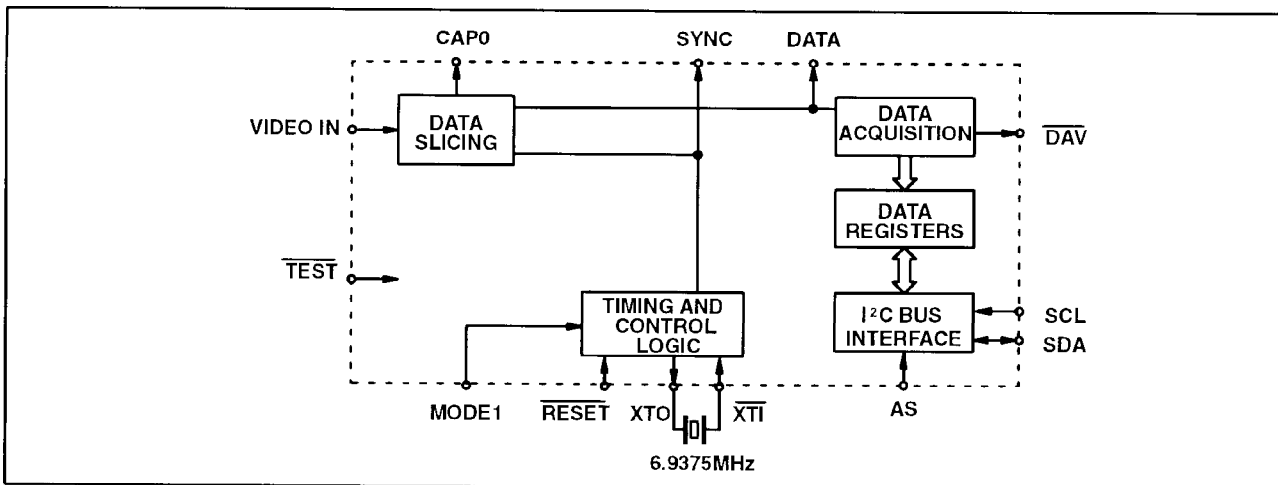 CAP0
SYNC
DATA
VIDEO IN
DATA
SLICING
DATA
ACQUISITION
DAV
DATA
REGISTERS
TEST
TIMING AND
CONTROL
LOGIC
I²C BUS
INTERFACE
SCL
SDA
MODE1
RESET
XTO
XTI
AS
6.9375MHz